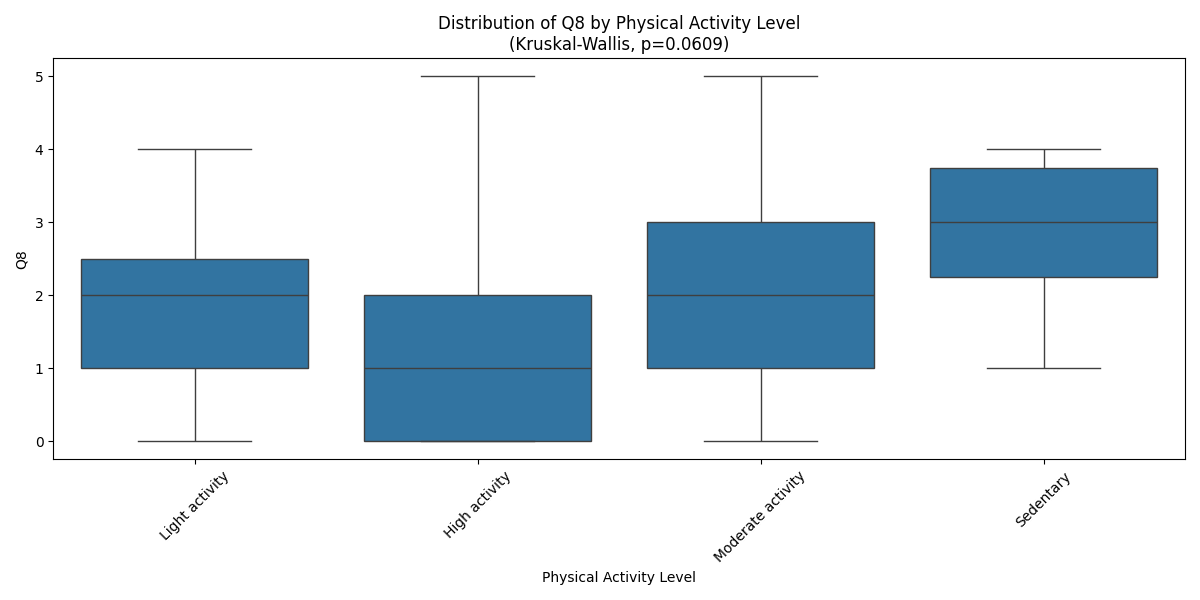 Distribution of Q8 by Physical Activity Level
(Kruskal-Wallis, p=0.0609)
Q8
5
4
3
2
1
0
Light activity
High activity
Moderate activity
Sedentary
Physical Activity Level